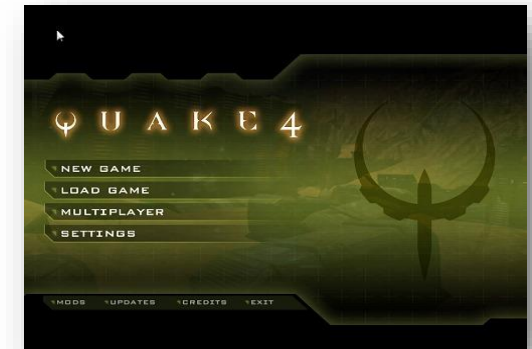 QUAKE 4
NEW GAME
LOAD GAME
MULTIPLAYER
SETTINGS
MODS UPDATES CREDITS EXIT